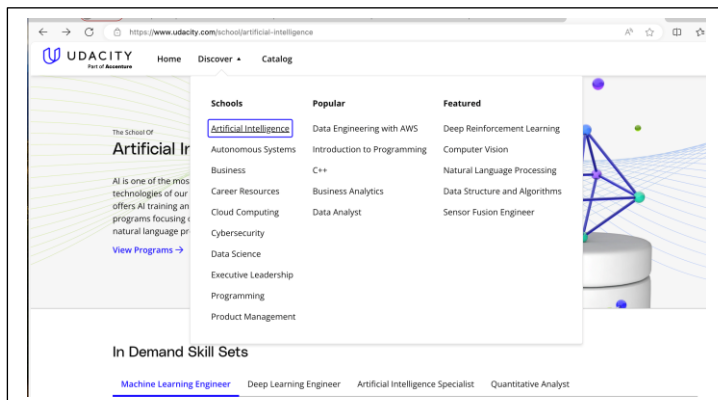 https://www.udacity.com/school/artificial-intelligence
UDACITY
Part of Accenture
Home Discover Catalog
Schools
Artificial Intelligence
Autonomous Systems
Business
Career Resources
Cloud Computing
Cybersecurity
Data Science
Executive Leadership
Programming
Product Management
Popular
Data Engineering with AWS
Introduction to Programming
C++
Business Analytics
Data Analyst
Featured
Deep Reinforcement Learning
Computer Vision
Natural Language Processing
Data Structure and Algorithms
Sensor Fusion Engineer
The School Of
Artificial Ir
AI is one of the mos
technologies of our
offers AI training an
programs focusing
natural language pr
View Programs →
In Demand Skill Sets
Machine Learning Engineer Deep Learning Engineer Artificial Intelligence Specialist Quantitative Analyst